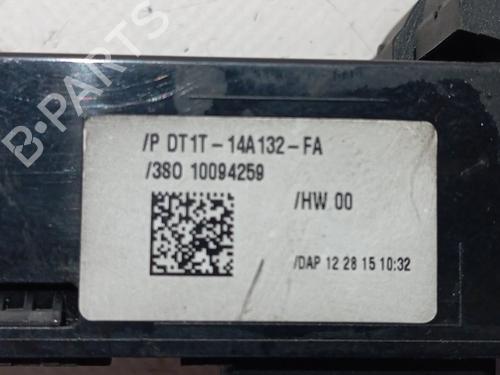 /P DT1T-14A132-FA
/380 10094259
/HW 00
/DAP 12 28 15 10:32
B-PARTS